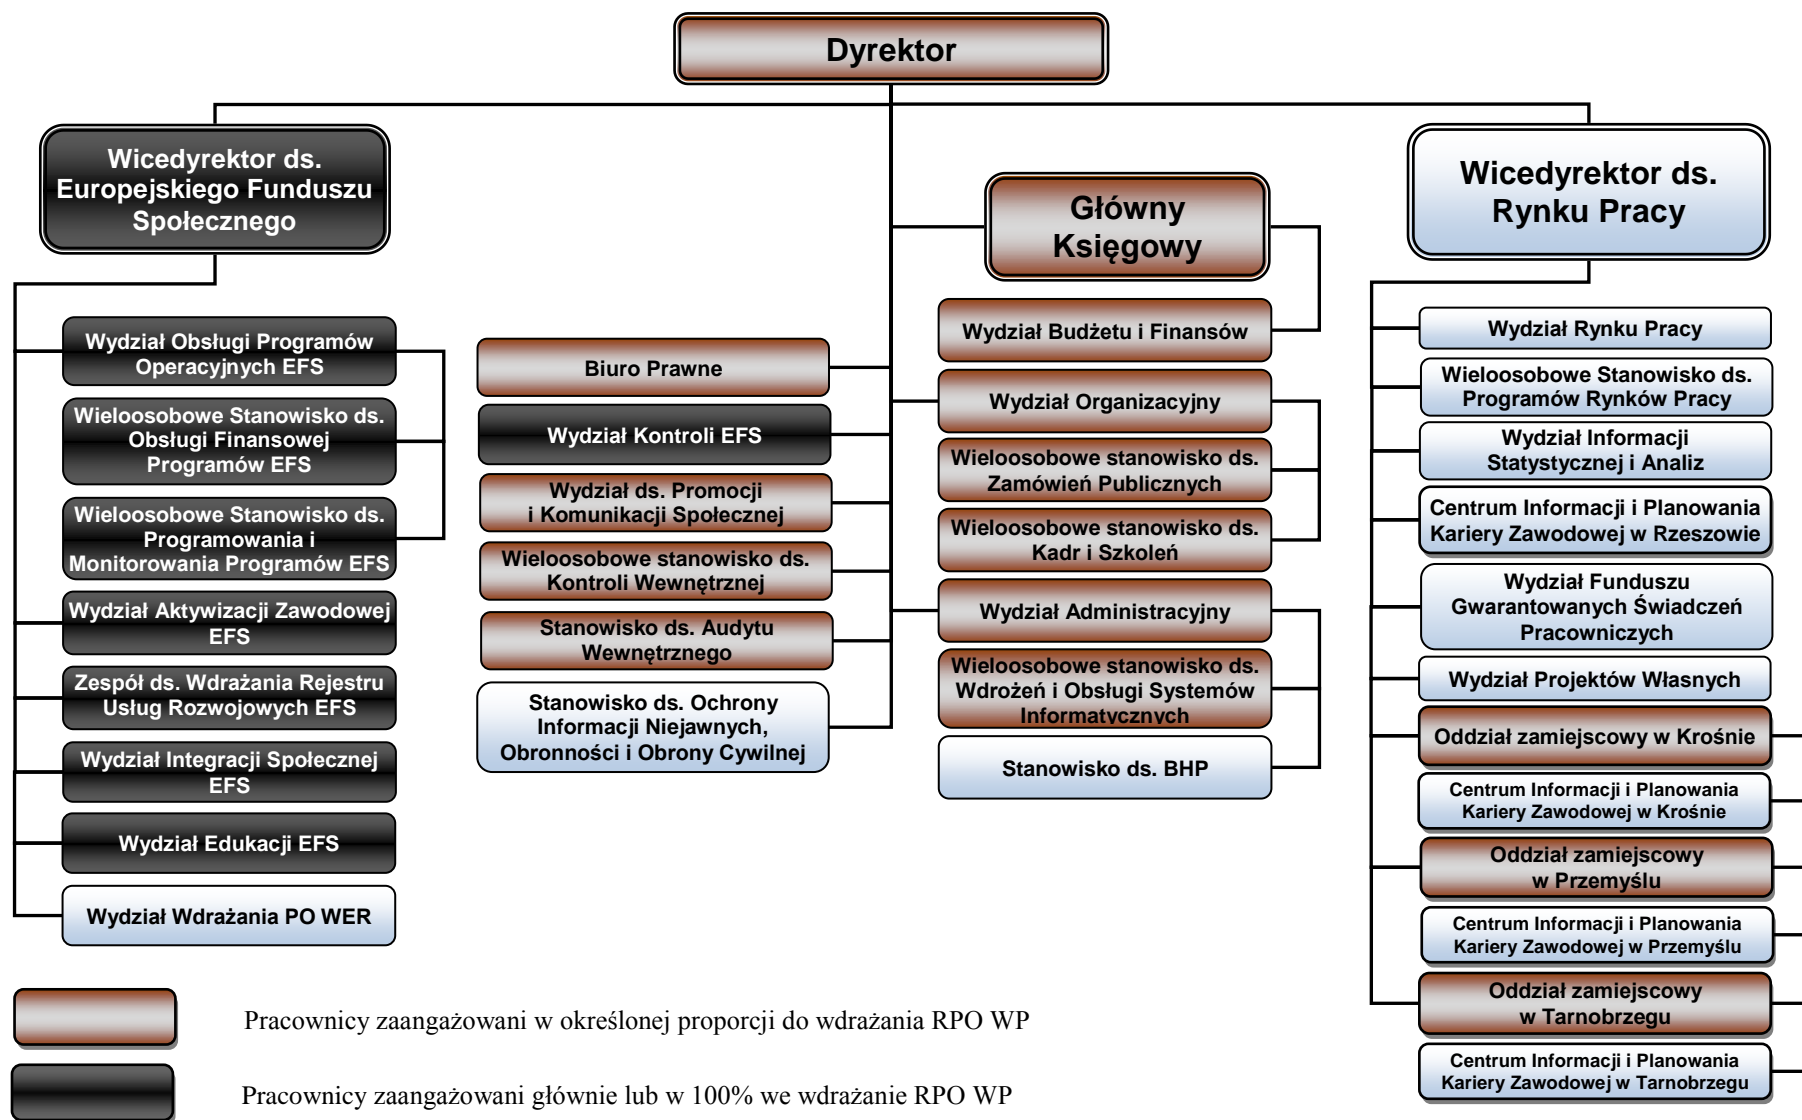 Dyrektor
Wicedyrektor ds.
Europejskiego Funduszu
Społecznego
Główny
Księgowy
Wicedyrektor ds.
Rynku Pracy
Wydział Obsługi Programów
Operacyjnych EFS
Wieloosobowe Stanowisko ds.
Obsługi Finansowej
Programów EFS
Wieloosobowe Stanowisko ds.
Programowania i
Monitorowania Programów EFS
Wydział Aktywizacji Zawodowej
EFS
Zespół ds. Wdrażania Rejestru
Usług Rozwojowych EFS
Wydział Integracji Społecznej
EFS
Wydział Edukacji EFS
Wydział Wdrażania PO WER
Biuro Prawne
Wydział Kontroli EFS
Wydział ds. Promocji
i Komunikacji Społecznej
Wieloosobowe stanowisko ds.
Kontroli Wewnętrznej
Stanowisko ds. Audytu
Wewnętrznego
Stanowisko ds. Ochrony
Informacji Niejawnych,
Obronności i Obrony Cywilnej
Wydział Budżetu i Finansów
Wydział Organizacyjny
Wieloosobowe stanowisko ds.
Zamówień Publicznych
Wieloosobowe stanowisko ds.
Kadr i Szkoleń
Wydział Administracyjny
Wieloosobowe stanowisko ds.
Wdrożeń i Obsługi Systemów
Informatycznych
Stanowisko ds. BHP
Wydział Rynku Pracy
Wieloosobowe Stanowisko ds.
Programów Rynków Pracy
Wydział Informacji
Statystycznej i Analiz
Centrum Informacji i Planowania
Kariery Zawodowej w Rzeszowie
Wydział Funduszu
Gwarantowanych Świadczeń
Pracowniczych
Wydział Projektów Własnych
Oddział zamiejscowy w Krośnie
Centrum Informacji i Planowania
Kariery Zawodowej w Krośnie
Oddział zamiejscowy
w Przemyślu
Centrum Informacji i Planowania
Kariery Zawodowej w Przemyślu
Oddział zamiejscowy
w Tarnobrzegu
Centrum Informacji i Planowania
Kariery Zawodowej w Tarnobrzegu
Pracownicy zaangażowani w określonej proporcji do wdrażania RPO WP
Pracownicy zaangażowani głównie lub w 100% we wdrażanie RPO WP